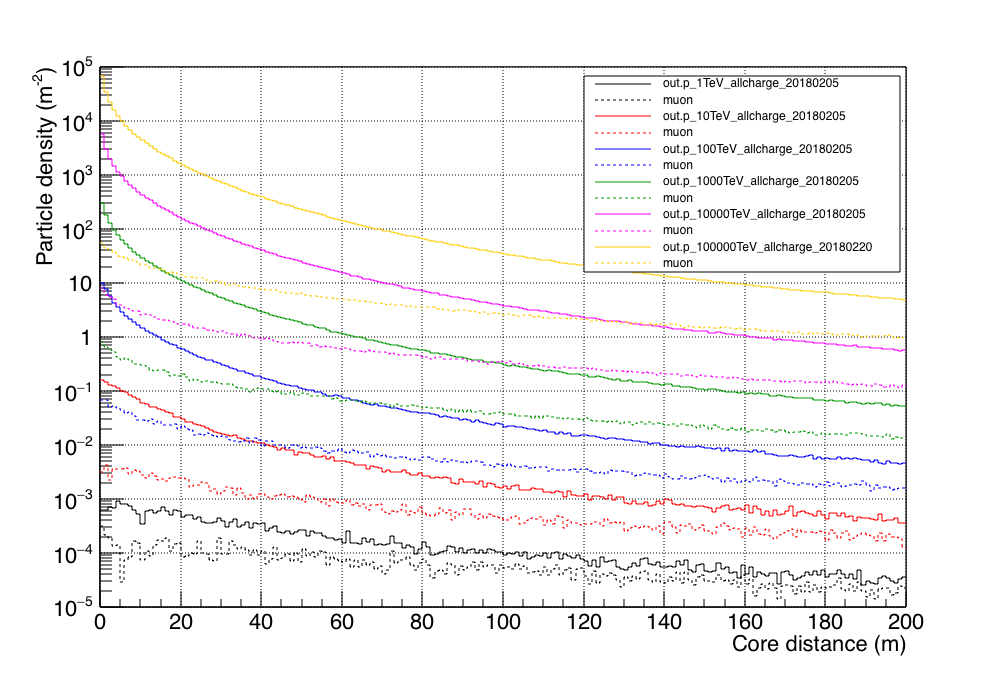 Particle density (m-2)
10^5
10^4
10^3
10^2
10
1
10^−1
10^−2
10^−3
10^−4
10^−5
out.p_1TeV_allcharge_20180205
muon
out.p_10TeV_allcharge_20180205
muon
out.p_100TeV_allcharge_20180205
muon
out.p_1000TeV_allcharge_20180205
muon
out.p_10000TeV_allcharge_20180205
muon
out.p_100000TeV_allcharge_20180220
muon
0 20 40 60 80 100 120 140 160 180 200
Core distance (m)